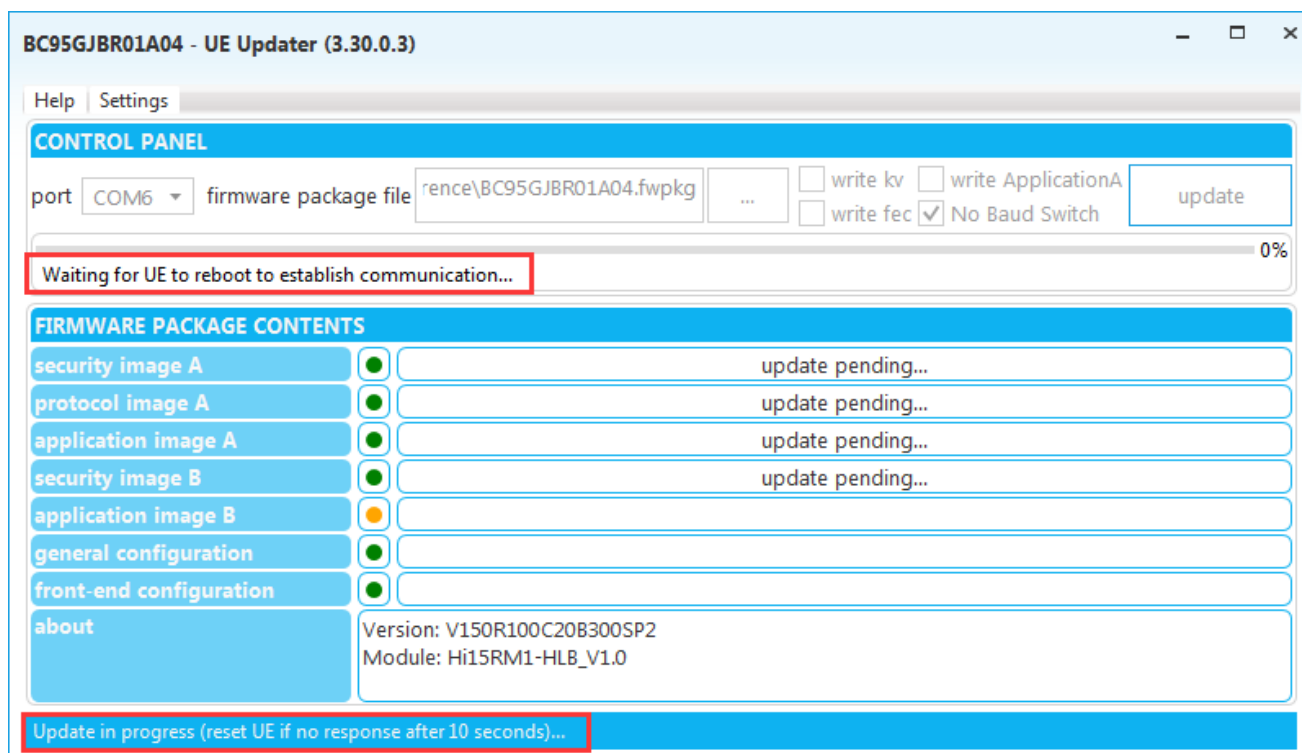 BC95GJBR01A04 - UE Updater (3.30.0.3)
Help Settings
CONTROL PANEL
port COM6 firmware package file rence\BC95GJBR01A04.fwpkg ... write kv write ApplicationA update
write fec No Baud Switch
0%
Waiting for UE to reboot to establish communication...
FIRMWARE PACKAGE CONTENTS
security image A update pending...
protocol image A update pending...
application image A update pending...
security image B update pending...
application image B
general configuration
front-end configuration
about Version: V150R100C20B300SP2
Module: Hi15RM1-HLB_V1.0
Update in progress (reset UE if no response after 10 seconds)...